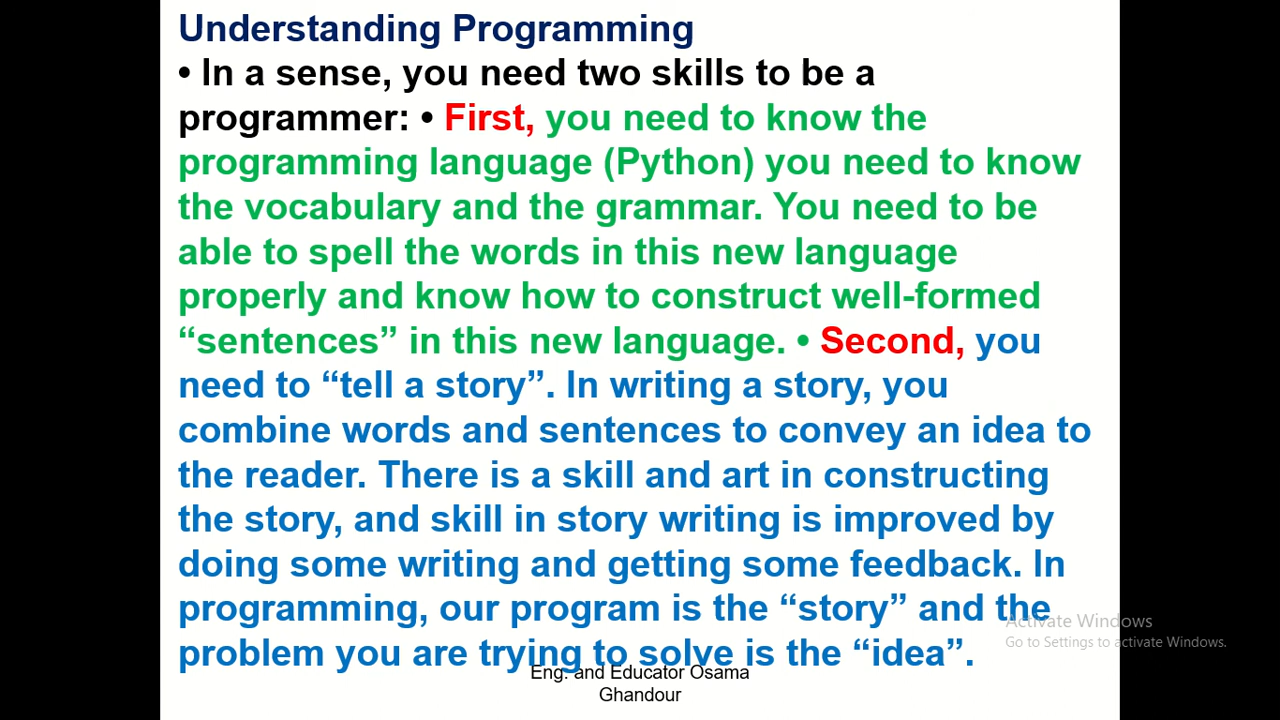 Understanding Programming
• In a sense, you need two skills to be a
programmer: • First, you need to know the
programming language (Python) you need to know
the vocabulary and the grammar. You need to be
able to spell the words in this new language
properly and know how to construct well-formed
“sentences” in this new language. • Second, you
need to “tell a story”. In writing a story, you
combine words and sentences to convey an idea to
the reader. There is a skill and art in constructing
the story, and skill in story writing is improved by
doing some writing and getting some feedback. In
programming, our program is the “story” and the
problem you are trying to solve is the “idea”.
Activate Windows
Go to Settings to activate Windows.
Eng. and Educator Osama
Ghandour